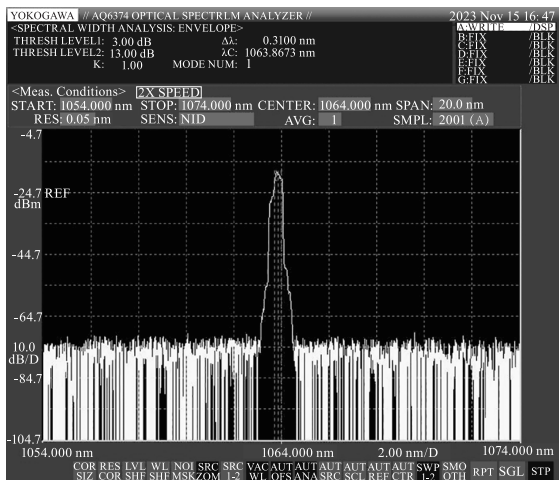 YOKOGAWA // AQ6374 OPTICAL SPECTRLM ANALYZER // 2023 Nov 15 16: 47
<SPECTRAL WIDTH ANALYSIS: ENVELOPE>
THRESH LEVEL1: 3.00 dB Δλ: 0.3100 nm
THRESH LEVEL2: 13.00 dB λC: 1063.8673 nm
K: 1.00 MODE NUM: 1
A:WRITE /DSP
B:FIX /BLK
C:FIX /BLK
D:FIX /BLK
E:FIX /BLK
F:FIX /BLK
G:FIX /BLK
<Meas. Conditions> 2X SPEED
START: 1054.000 nm STOP: 1074.000 nm CENTER: 1064.000 nm SPAN: 20.0 nm
RES: 0.05 nm SENS: NID AVG: 1 SMPL: 2001 (A)
-4.7
-24.7 REF
dBm
-44.7
-64.7
10.0
dB/D
-84.7
-104.7
1054.000 nm 1064.000 nm 2.00 nm/D 1074.000 nm
COR RES LVL WL NOI SRC SRC VAC AUT AUT AUT AUT AUT AUT SWP SMO RPT SGL STP
SIZ COR SHF SHF MSK ZOM 1-2 WL OFS ANA SRC SCL REF CTR 1-2 OTH